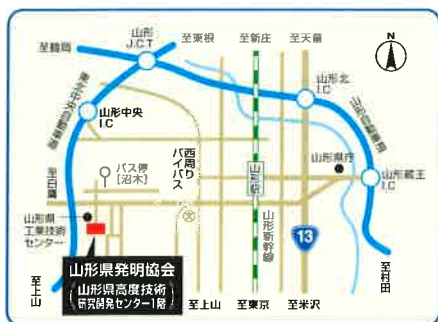 至鶴岡
山形
J.C.T
至東根
至新庄
至天童
N
山形北
I.C
山形中央
I.C
東北中央自動車道
山形自動車道
西周り
バイパス
バス停
[沼木]
至白鷹
山形駅
山形県庁
山形蔵王
I.C
山形県
工業技術
センター
山形新幹線
13
至上山
山形県発明協会
山形県高度技術
研究開発センター1階
至上山
至東京
至米沢
至村田